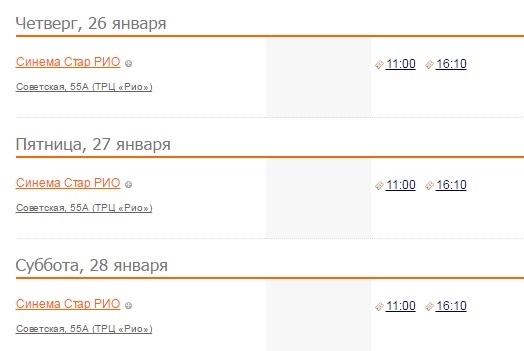 Четверг, 26 января
Синема Стар РИО 11:00 16:10
Советская, 55А (ТРЦ «Рио»)
Пятница, 27 января
Синема Стар РИО 11:00 16:10
Советская, 55А (ТРЦ «Рио»)
Суббота, 28 января
Синема Стар РИО 11:00 16:10
Советская, 55А (ТРЦ «Рио»)